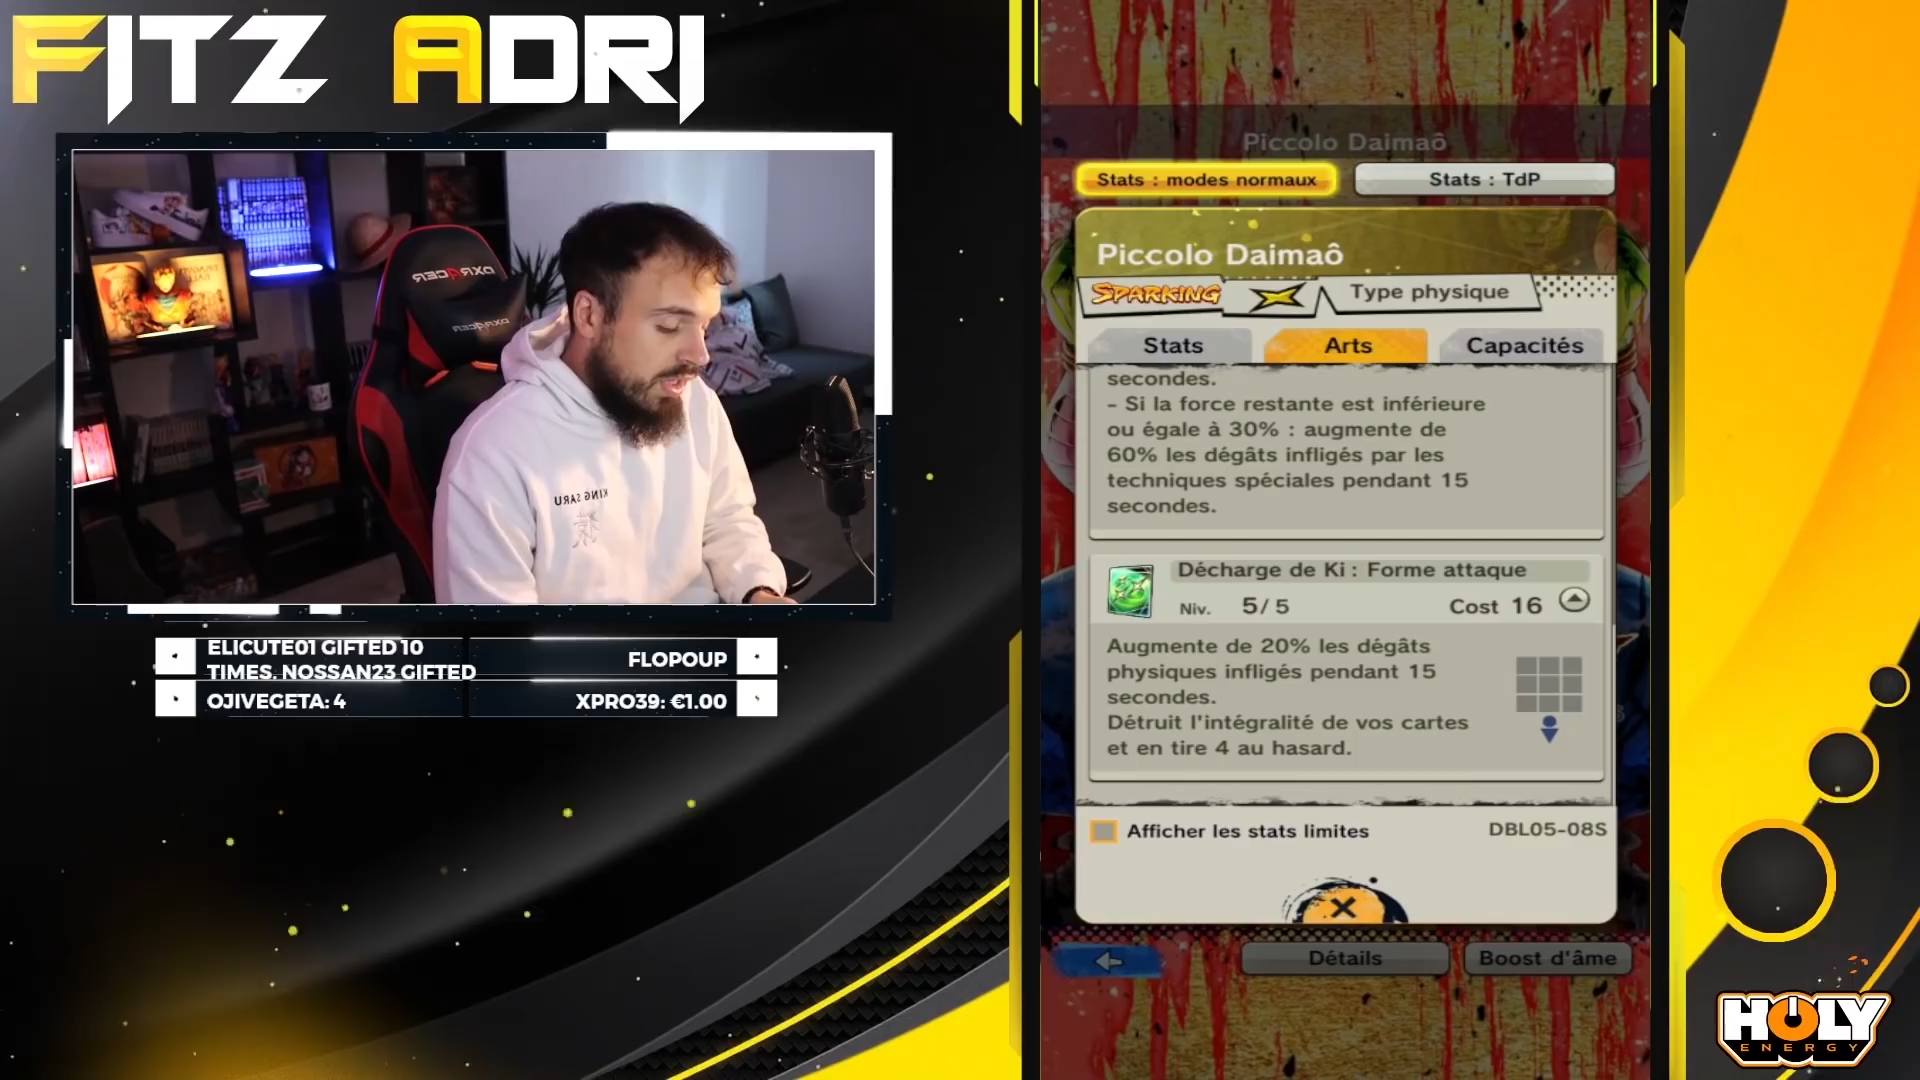 FITZ ADRI
DXRACER
DXRACER
KING SARU
ELICUTE01 GIFTED 10
TIMES. NOSSAN23 GIFTED
FLOPOUP
OJIVEGETA: 4
XPRO39: €1.00
Piccolo Daimaô
Stats : modes normaux
Stats : TdP
Piccolo Daimaô
SPARKING
Type physique
Stats
Arts
Capacités
secondes.
- Si la force restante est inférieure
ou égale à 30% : augmente de
60% les dégâts infligés par les
techniques spéciales pendant 15
secondes.
Décharge de Ki : Forme attaque
Niv. 5/5
Cost 16
Augmente de 20% les dégâts
physiques infligés pendant 15
secondes.
Détruit l'intégralité de vos cartes
et en tire 4 au hasard.
Afficher les stats limites
DBL05-08S
Détails
Boost d'âme
HOLY
ENERGY